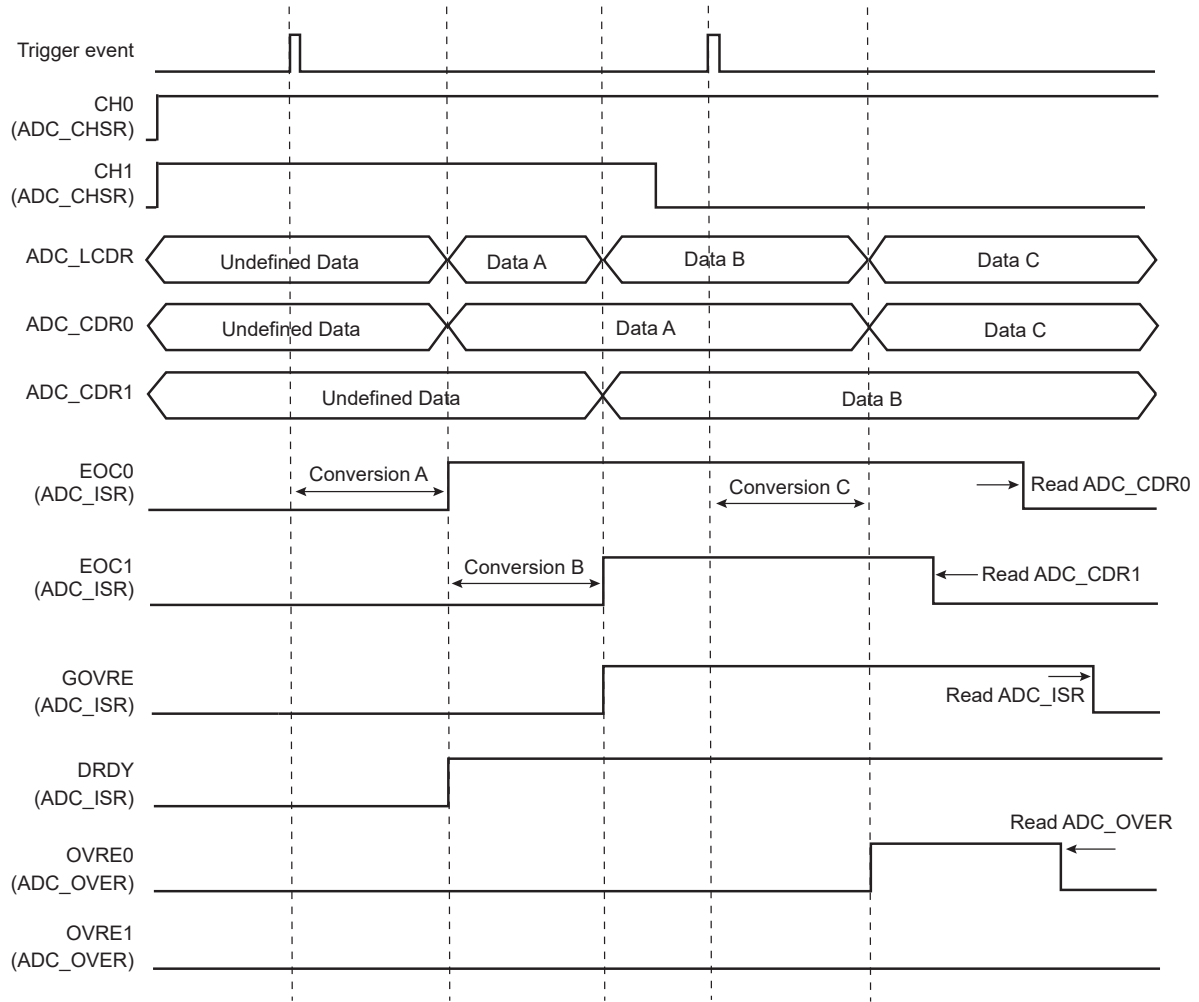 Trigger event
CH0
(ADC_CHSR)
CH1
(ADC_CHSR)
ADC_LCDR
Undefined Data
Data A
Data B
Data C
ADC_CDR0
Undefined Data
Data A
Data C
ADC_CDR1
Undefined Data
Data B
EOC0
(ADC_ISR)
Conversion A
Conversion C
Read ADC_CDR0
EOC1
(ADC_ISR)
Conversion B
Read ADC_CDR1
GOVRE
(ADC_ISR)
Read ADC_ISR
DRDY
(ADC_ISR)
Read ADC_OVER
OVRE0
(ADC_OVER)
OVRE1
(ADC_OVER)